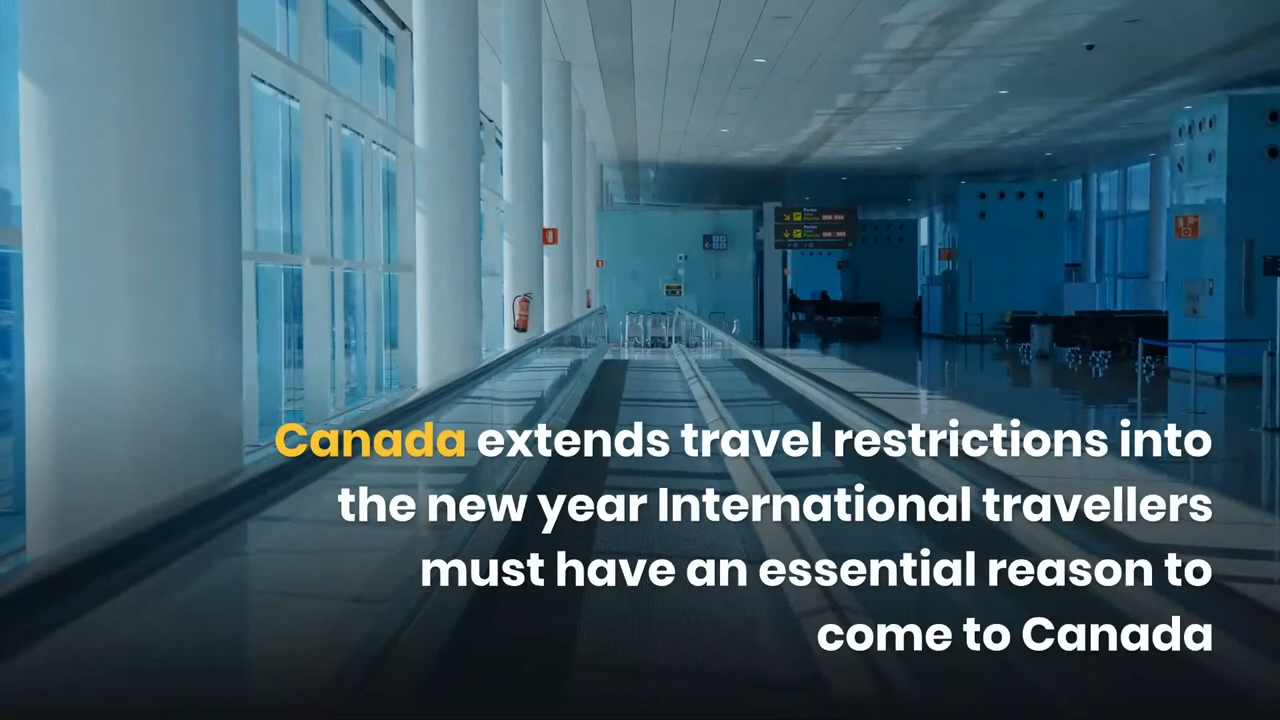 Canada extends travel restrictions into
the new year International travellers
must have an essential reason to
come to Canada